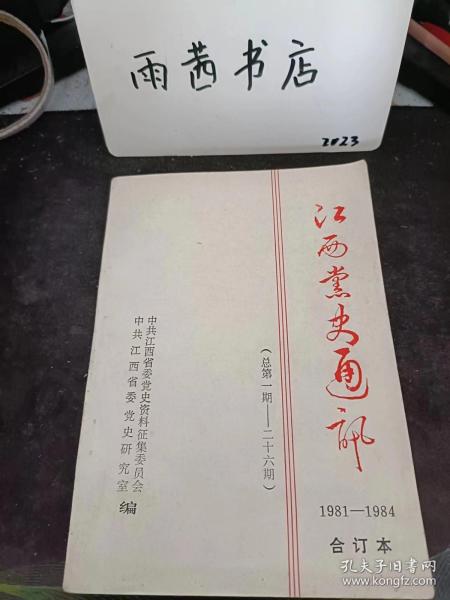 雨茜书店
2023
江西党史通讯
1981—1984
合订本
（总第一期——二十六期）
中共江西省委党史资料征集委员会
中共江西省委党史研究室
编
孔夫子旧书网
www.kongfz.com